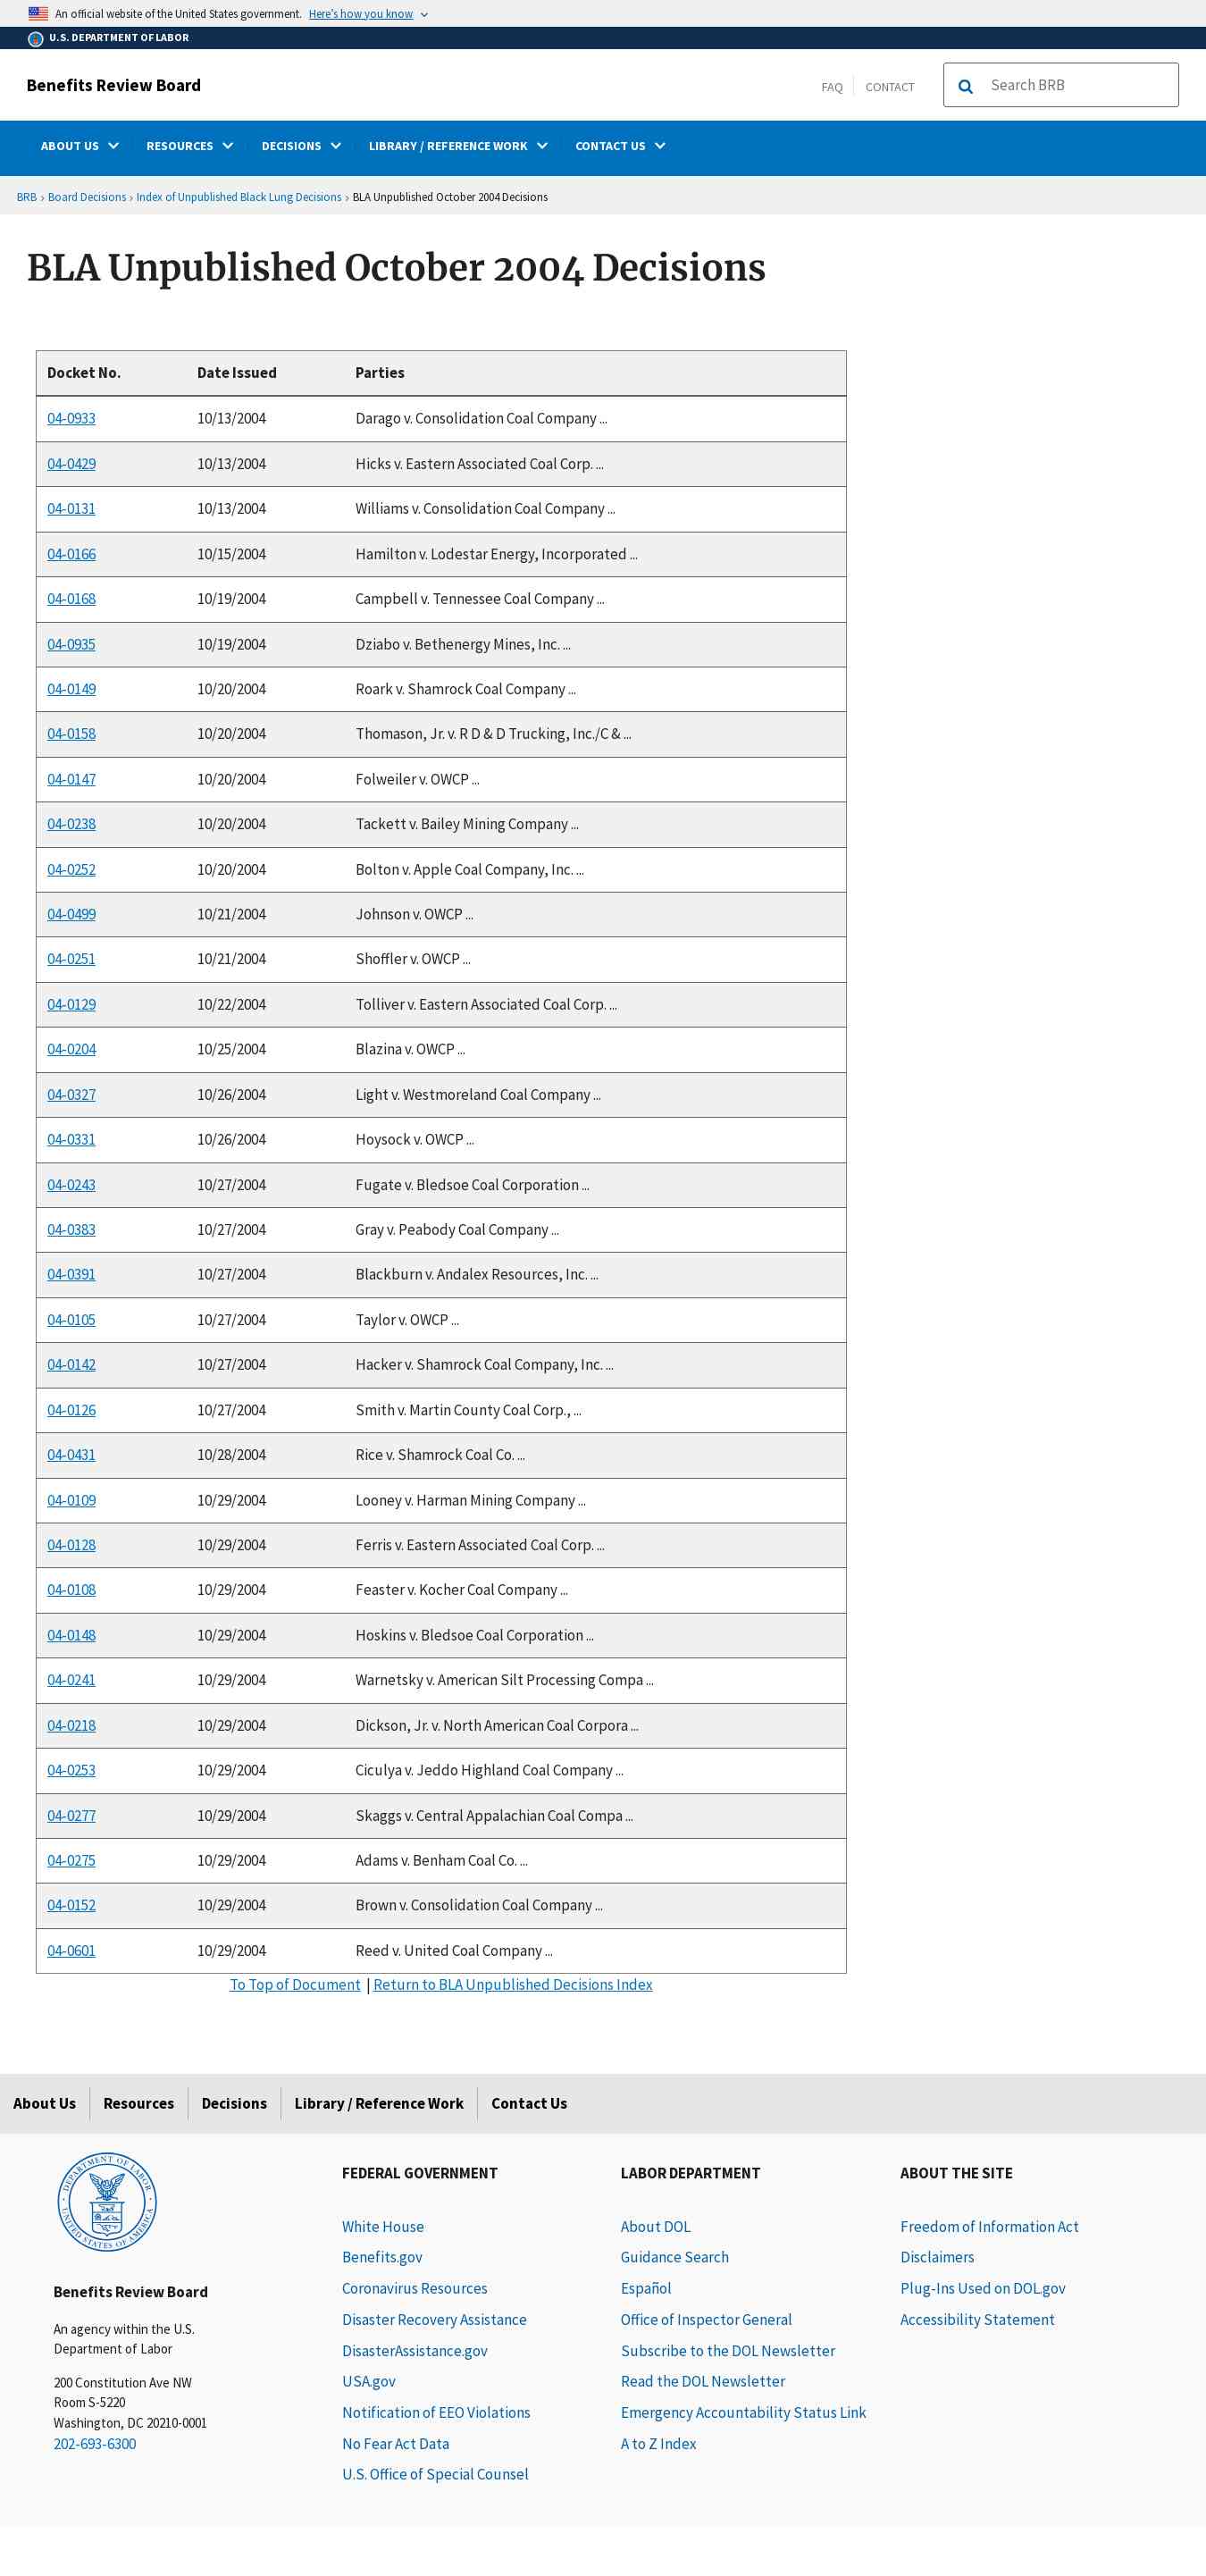 An official website of the United States government. Here's how you know
U.S. DEPARTMENT OF LABOR
Benefits Review Board
FAQ CONTACT Search BRB
ABOUT US RESOURCES DECISIONS LIBRARY / REFERENCE WORK CONTACT US
BRB › Board Decisions › Index of Unpublished Black Lung Decisions › BLA Unpublished October 2004 Decisions
BLA Unpublished October 2004 Decisions
Docket No. Date Issued Parties
04-0933 10/13/2004 Darago v. Consolidation Coal Company ...
04-0429 10/13/2004 Hicks v. Eastern Associated Coal Corp. ...
04-0131 10/13/2004 Williams v. Consolidation Coal Company ...
04-0166 10/15/2004 Hamilton v. Lodestar Energy, Incorporated ...
04-0168 10/19/2004 Campbell v. Tennessee Coal Company ...
04-0935 10/19/2004 Dziabo v. Bethenergy Mines, Inc. ...
04-0149 10/20/2004 Roark v. Shamrock Coal Company ...
04-0158 10/20/2004 Thomason, Jr. v. R D & D Trucking, Inc./C & ...
04-0147 10/20/2004 Folweiler v. OWCP ...
04-0238 10/20/2004 Tackett v. Bailey Mining Company ...
04-0252 10/20/2004 Bolton v. Apple Coal Company, Inc. ...
04-0499 10/21/2004 Johnson v. OWCP ...
04-0251 10/21/2004 Shoffler v. OWCP ...
04-0129 10/22/2004 Tolliver v. Eastern Associated Coal Corp. ...
04-0204 10/25/2004 Blazina v. OWCP ...
04-0327 10/26/2004 Light v. Westmoreland Coal Company ...
04-0331 10/26/2004 Hoysock v. OWCP ...
04-0243 10/27/2004 Fugate v. Bledsoe Coal Corporation ...
04-0383 10/27/2004 Gray v. Peabody Coal Company ...
04-0391 10/27/2004 Blackburn v. Andalex Resources, Inc. ...
04-0105 10/27/2004 Taylor v. OWCP ...
04-0142 10/27/2004 Hacker v. Shamrock Coal Company, Inc. ...
04-0126 10/27/2004 Smith v. Martin County Coal Corp., ...
04-0431 10/28/2004 Rice v. Shamrock Coal Co. ...
04-0109 10/29/2004 Looney v. Harman Mining Company ...
04-0128 10/29/2004 Ferris v. Eastern Associated Coal Corp. ...
04-0108 10/29/2004 Feaster v. Kocher Coal Company ...
04-0148 10/29/2004 Hoskins v. Bledsoe Coal Corporation ...
04-0241 10/29/2004 Warnetsky v. American Silt Processing Compa ...
04-0218 10/29/2004 Dickson, Jr. v. North American Coal Corpora ...
04-0253 10/29/2004 Ciculya v. Jeddo Highland Coal Company ...
04-0277 10/29/2004 Skaggs v. Central Appalachian Coal Compa ...
04-0275 10/29/2004 Adams v. Benham Coal Co. ...
04-0152 10/29/2004 Brown v. Consolidation Coal Company ...
04-0601 10/29/2004 Reed v. United Coal Company ...
To Top of Document | Return to BLA Unpublished Decisions Index
About Us Resources Decisions Library / Reference Work Contact Us
DEPARTMENT OF LABOR
UNITED STATES OF AMERICA
Benefits Review Board
An agency within the U.S.
Department of Labor
200 Constitution Ave NW
Room S-5220
Washington, DC 20210-0001
202-693-6300
FEDERAL GOVERNMENT
White House
Benefits.gov
Coronavirus Resources
Disaster Recovery Assistance
DisasterAssistance.gov
USA.gov
Notification of EEO Violations
No Fear Act Data
U.S. Office of Special Counsel
LABOR DEPARTMENT
About DOL
Guidance Search
Español
Office of Inspector General
Subscribe to the DOL Newsletter
Read the DOL Newsletter
Emergency Accountability Status Link
A to Z Index
ABOUT THE SITE
Freedom of Information Act
Disclaimers
Plug-Ins Used on DOL.gov
Accessibility Statement